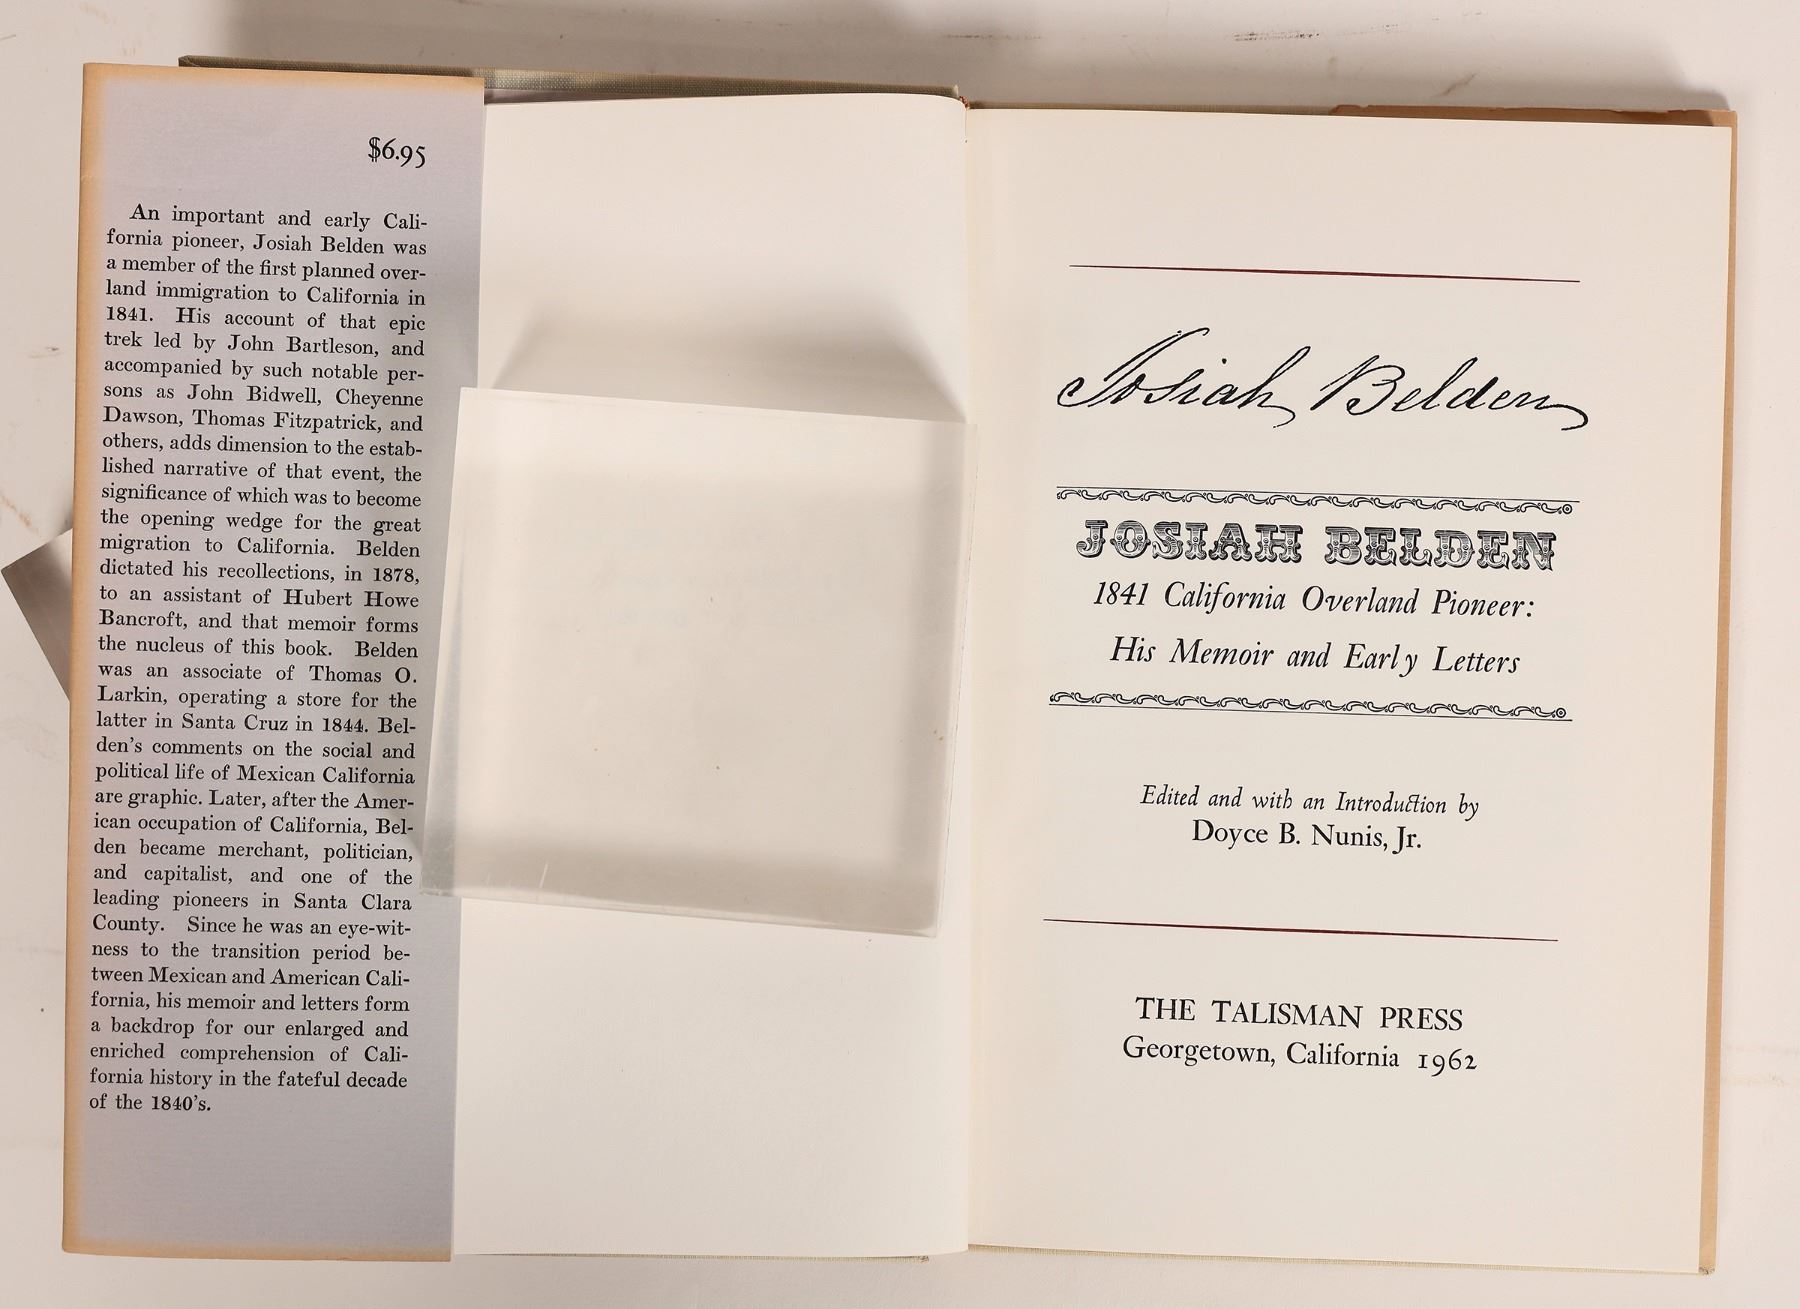 $6.95
An important and early Cali-
fornia pioneer, Josiah Belden was
a member of the first planned over-
land immigration to California in
1841. His account of that epic
trek led by John Bartleson, and
accompanied by such notable per-
sons as John Bidwell, Cheyenne
Dawson, Thomas Fitzpatrick, and
others, adds dimension to the estab-
lished narrative of that event, the
significance of which was to become
the opening wedge for the great
migration to California. Belden
dictated his recollections, in 1878,
to an assistant of Hubert Howe
Bancroft, and that memoir forms
the nucleus of this book. Belden
was an associate of Thomas O.
Larkin, operating a store for the
latter in Santa Cruz in 1844. Bel-
den's comments on the social and
political life of Mexican California
are graphic. Later, after the Amer-
ican occupation of California, Bel-
den became merchant, politician,
and capitalist, and one of the
leading pioneers in Santa Clara
County. Since he was an eye-wit-
ness to the transition period be-
tween Mexican and American Cali-
fornia, his memoir and letters form
a backdrop for our enlarged and
enriched comprehension of Cali-
fornia history in the fateful decade
of the 1840's.
Josiah Belden
JOSIAH BELDEN
1841 California Overland Pioneer:
His Memoir and Early Letters
Edited and with an Introduction by
Doyce B. Nunis, Jr.
THE TALISMAN PRESS
Georgetown, California 1962